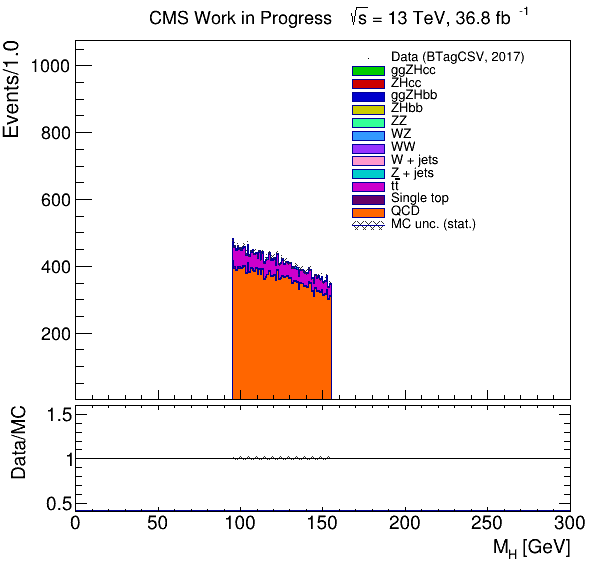 CMS Work in Progress √s = 13 TeV, 36.8 fb⁻¹
Events/1.0
1000
800
600
400
200
Data (BTagCSV, 2017)
ggZHcc
ZHcc
ggZHbb
ZHbb
ZZ
WZ
WW
W + jets
Z + jets
tt̅
Single top
QCD
MC unc. (stat.)
Data/MC
1.5
1
0.5
0 50 100 150 200 250 300
M_H [GeV]